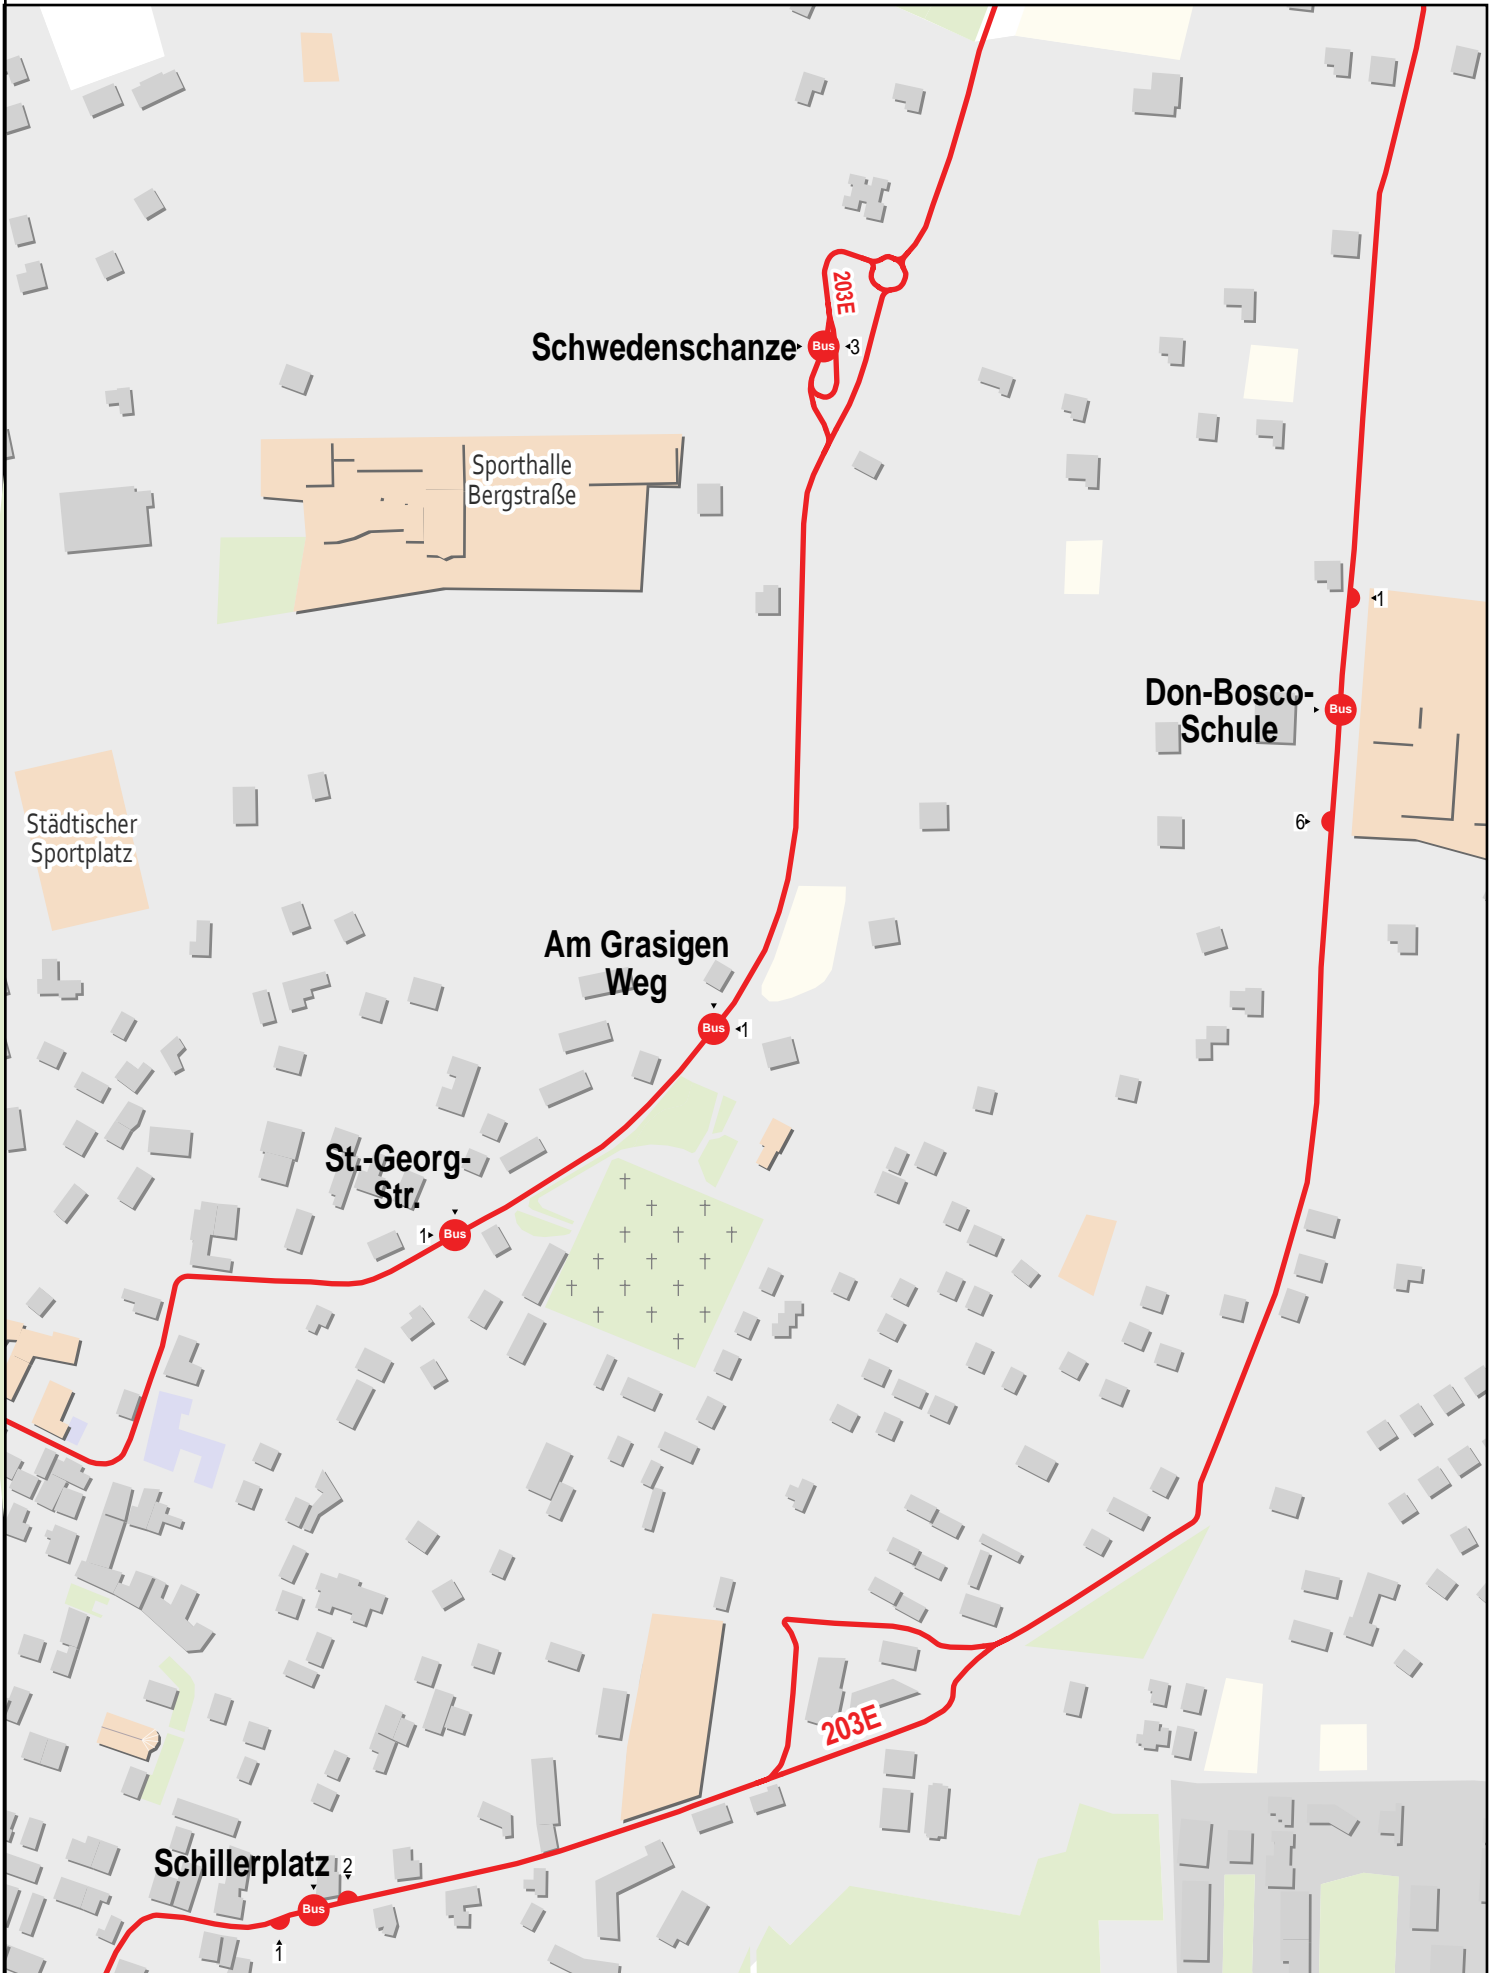 203E
Schwedenschanze
Bus
3
Sporthalle
Bergstraße
1
Don-Bosco-
Schule
Bus
6
Städtischer
Sportplatz
Am Grasigen
Weg
Bus
1
St.-Georg-
Str.
1
Bus
203E
Schillerplatz
2
Bus
1